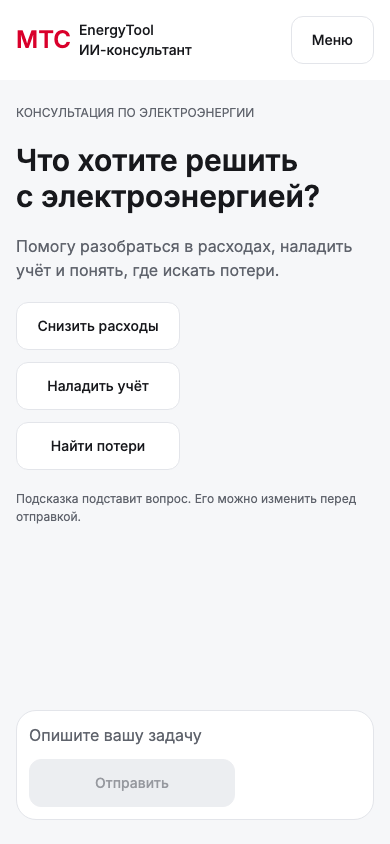 МТС
EnergyTool
ИИ-консультант
Меню
КОНСУЛЬТАЦИЯ ПО ЭЛЕКТРОЭНЕРГИИ
Что хотите решить
с электроэнергией?
Помогу разобраться в расходах, наладить
учёт и понять, где искать потери.
Снизить расходы
Наладить учёт
Найти потери
Подсказка подставит вопрос. Его можно изменить перед
отправкой.
Опишите вашу задачу
Отправить